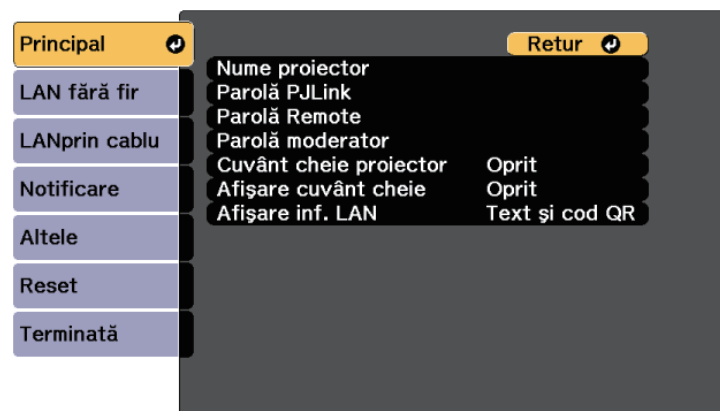 Principal
LAN fără fir
LANprin cablu
Notificare
Altele
Reset
Terminată
Retur
Nume proiector
Parolă PJLink
Parolă Remote
Parolă moderator
Cuvânt cheie proiector Oprit
Afişare cuvânt cheie Oprit
Afişare inf. LAN Text şi cod QR